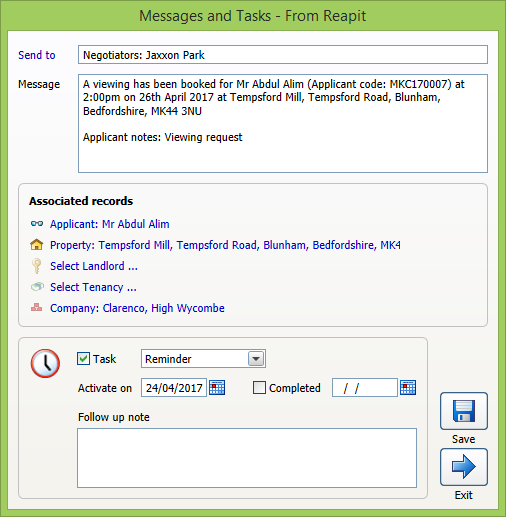 Messages and Tasks - From Reapit
Send to
Negotiators: Jaxxon Park
Message
A viewing has been booked for Mr Abdul Alim (Applicant code: MKC170007) at
2:00pm on 26th April 2017 at Tempsford Mill, Tempsford Road, Blunham,
Bedfordshire, MK44 3NU
Applicant notes: Viewing request
Associated records
Applicant: Mr Abdul Alim
Property: Tempsford Mill, Tempsford Road, Blunham, Bedfordshire, MK4
Select Landlord ...
Select Tenancy ...
Company: Clarenco, High Wycombe
Task
Reminder
Activate on
24/04/2017
Completed
/ /
Follow up note
Save
Exit